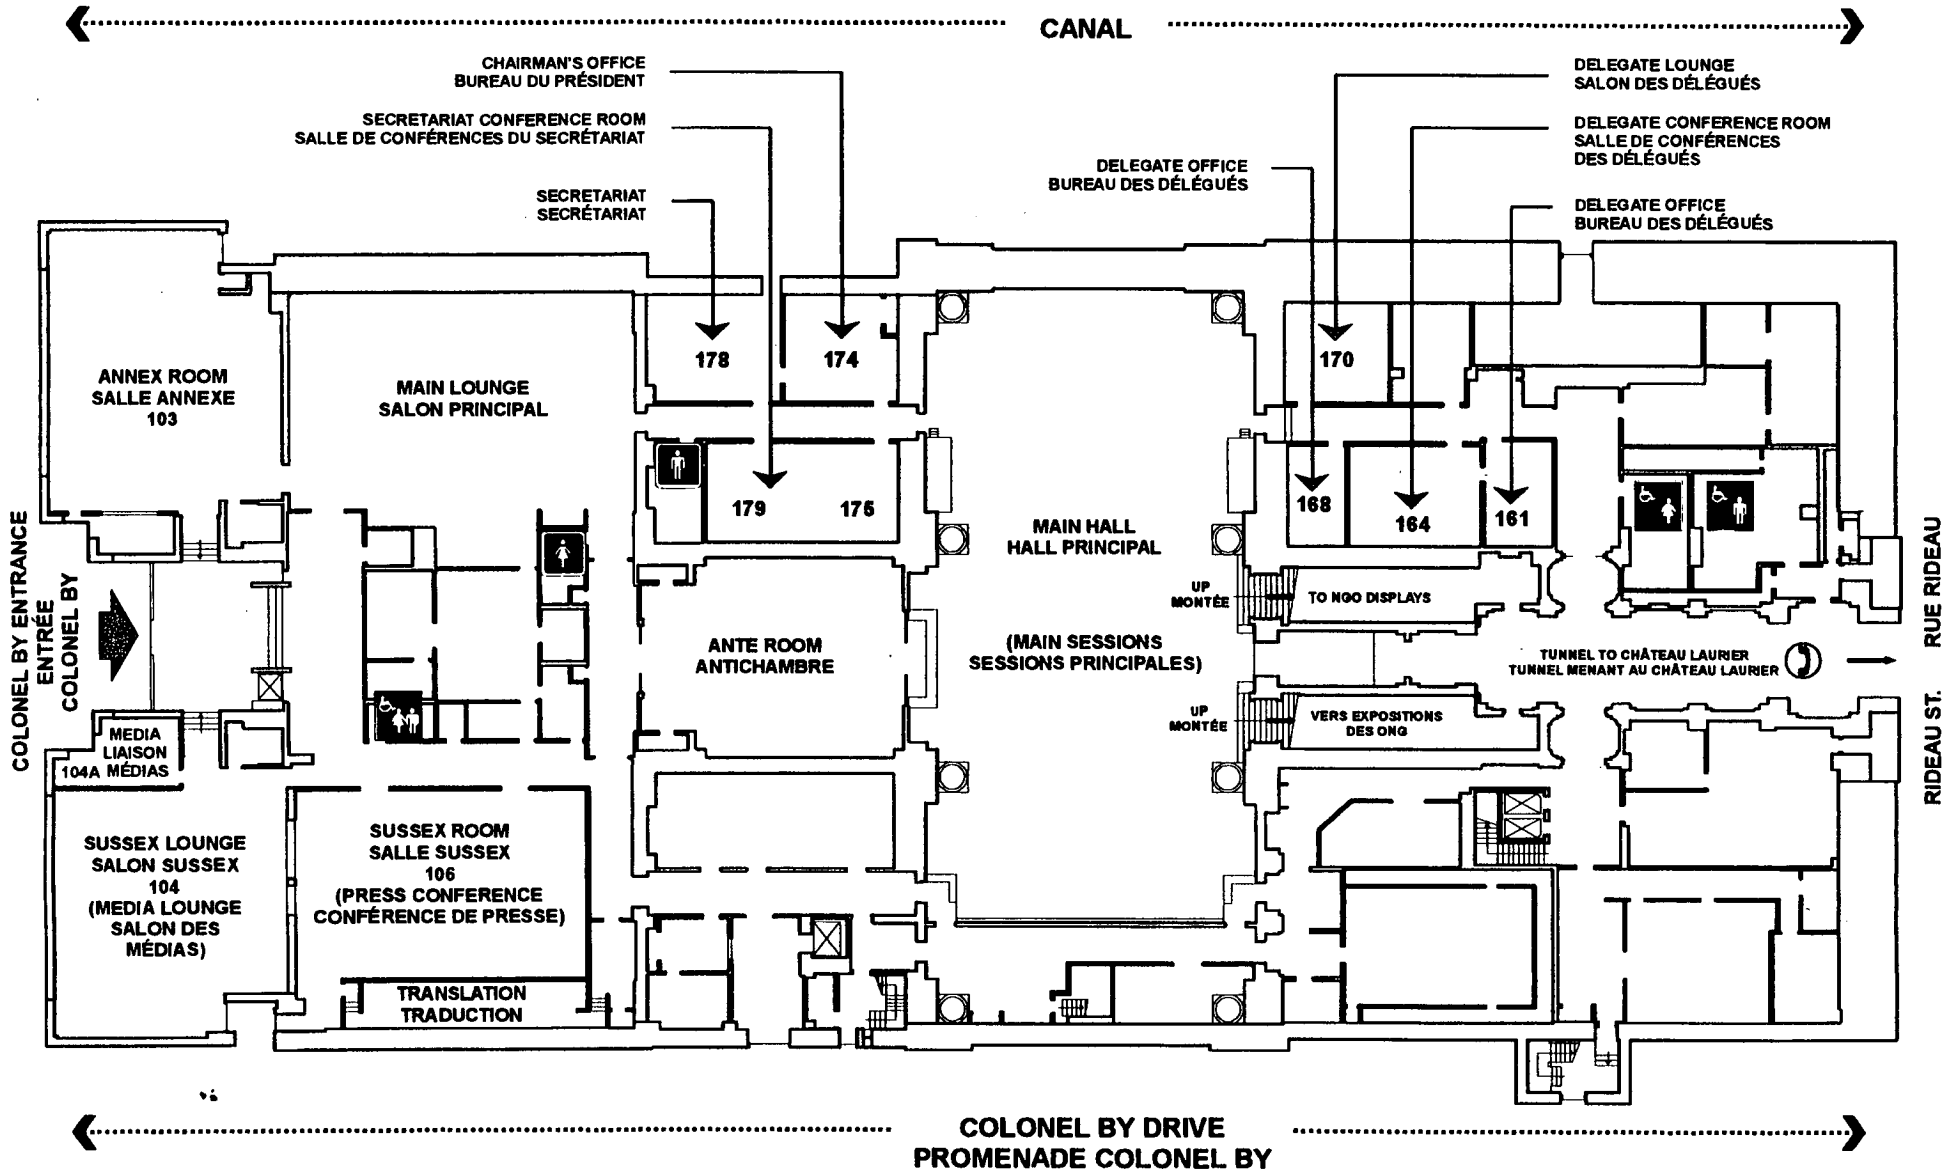 CANAL
CHAIRMAN'S OFFICE
BUREAU DU PRÉSIDENT
SECRETARIAT CONFERENCE ROOM
SALLE DE CONFÉRENCES DU SECRÉTARIAT
SECRETARIAT
SECRÉTARIAT
DELEGATE OFFICE
BUREAU DES DÉLÉGUÉS
DELEGATE LOUNGE
SALON DES DÉLÉGUÉS
DELEGATE CONFERENCE ROOM
SALLE DE CONFÉRENCES
DES DÉLÉGUÉS
DELEGATE OFFICE
BUREAU DES DÉLÉGUÉS
ANNEX ROOM
SALLE ANNEXE
103
MAIN LOUNGE
SALON PRINCIPAL
178
174
170
179
175
168
164
161
MAIN HALL
HALL PRINCIPAL
(MAIN SESSIONS
SESSIONS PRINCIPALES)
UP
MONTÉE
TO NGO DISPLAYS
ANTE ROOM
ANTICHAMBRE
TUNNEL TO CHÂTEAU LAURIER
TUNNEL MENANT AU CHÂTEAU LAURIER
UP
MONTÉE
VERS EXPOSITIONS
DES ONG
COLONEL BY ENTRANCE
ENTRÉE
COLONEL BY
RUE RIDEAU
RIDEAU ST.
MEDIA
LIAISON
104A MÉDIAS
SUSSEX LOUNGE
SALON SUSSEX
104
(MEDIA LOUNGE
SALON DES
MÉDIAS)
SUSSEX ROOM
SALLE SUSSEX
106
(PRESS CONFERENCE
CONFÉRENCE DE PRESSE)
TRANSLATION
TRADUCTION
COLONEL BY DRIVE
PROMENADE COLONEL BY